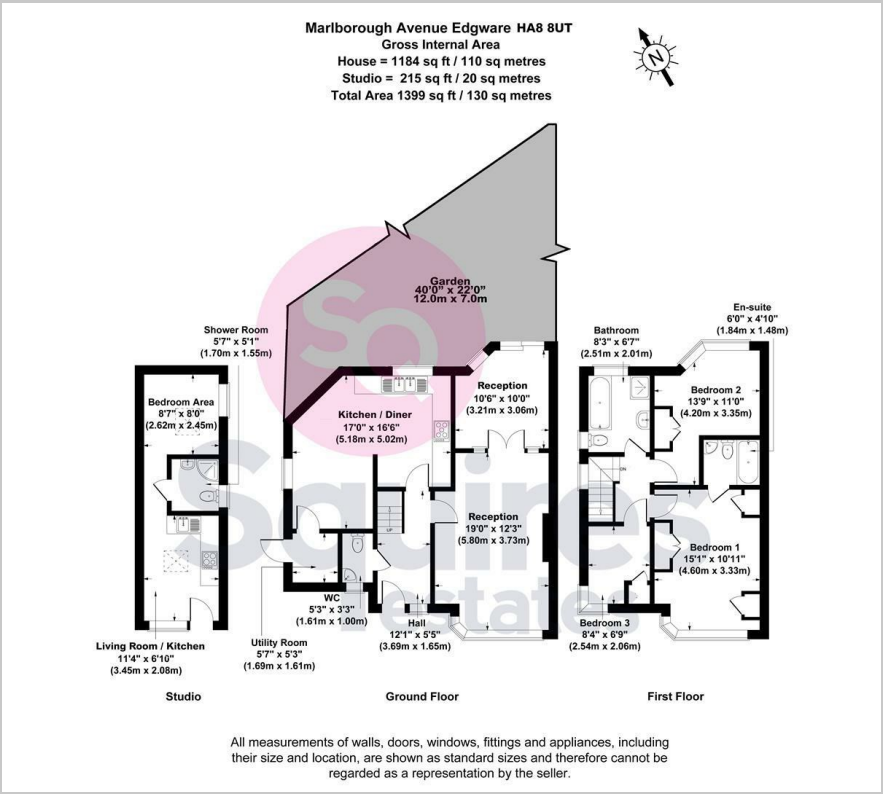 Marlborough Avenue Edgware HA8 8UT
Gross Internal Area
House = 1184 sq ft / 110 sq metres
Studio = 215 sq ft / 20 sq metres
Total Area 1399 sq ft / 130 sq metres
N
Garden
40'0" x 22'0"
12.0m x 7.0m
SQ
Squires
estates
Shower Room
5'7" x 5'1"
(1.70m x 1.55m)
Bedroom Area
8'7" x 8'0"
(2.62m x 2.45m)
Living Room / Kitchen
11'4" x 6'10"
(3.45m x 2.08m)
Studio
Kitchen / Diner
17'0" x 16'6"
(5.18m x 5.02m)
Reception
10'6" x 10'0"
(3.21m x 3.06m)
Reception
19'0" x 12'3"
(5.80m x 3.73m)
UP
WC
5'3" x 3'3"
(1.61m x 1.00m)
Utility Room
5'7" x 5'3"
(1.69m x 1.61m)
Hall
12'1" x 5'5"
(3.69m x 1.65m)
Ground Floor
Bathroom
8'3" x 6'7"
(2.51m x 2.01m)
En-suite
6'0" x 4'10"
(1.84m x 1.48m)
Bedroom 2
13'9" x 11'0"
(4.20m x 3.35m)
DN
Bedroom 1
15'1" x 10'11"
(4.60m x 3.33m)
Bedroom 3
8'4" x 6'9"
(2.54m x 2.06m)
First Floor
All measurements of walls, doors, windows, fittings and appliances, including
their size and location, are shown as standard sizes and therefore cannot be
regarded as a representation by the seller.